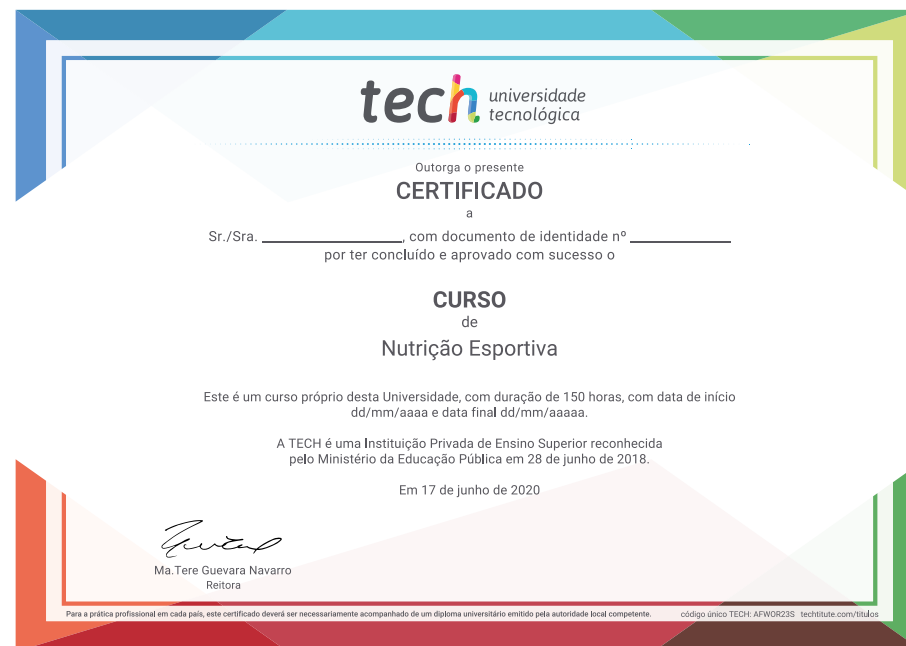 tech universidade
tecnológica
Outorga o presente
CERTIFICADO
a
Sr./Sra. ____________________, com documento de identidade nº ______________
por ter concluído e aprovado com sucesso o
CURSO
de
Nutrição Esportiva
Este é um curso próprio desta Universidade, com duração de 150 horas, com data de início
dd/mm/aaaa e data final dd/mm/aaaaa.
A TECH é uma Instituição Privada de Ensino Superior reconhecida
pelo Ministério da Educação Pública em 28 de junho de 2018.
Em 17 de junho de 2020
Ma.Tere Guevara Navarro
Reitora
Para a prática profissional em cada país, este certificado deverá ser necessariamente acompanhado de um diploma universitário emitido pela autoridade local competente. código único TECH: AFWOR23S techtitute.com/titulos